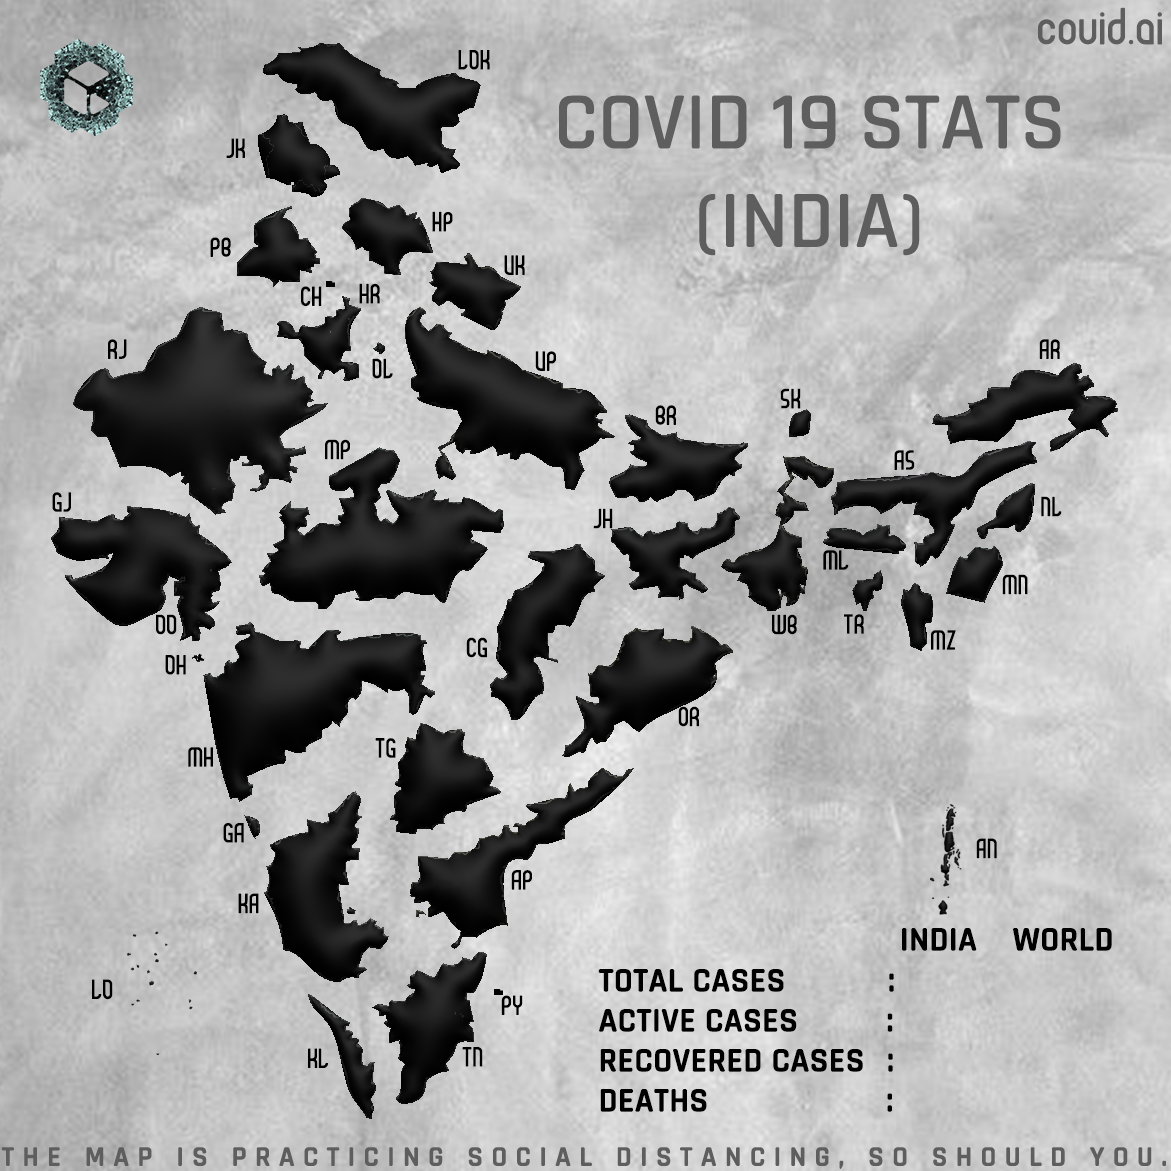 couid.ai
COVID 19 STATS
(INDIA)
LDK
JK
HP
PB
UK
CH
HR
RJ
DL
UP
AR
SK
BR
MP
AS
GJ
NL
JH
ML
MN
DD
WB
TR
MZ
CG
DH
OR
TG
MH
GA
AN
AP
KA
INDIA WORLD
LD
TOTAL CASES :
PY
ACTIVE CASES :
KL
TN
RECOVERED CASES :
DEATHS :
THE MAP IS PRACTICING SOCIAL DISTANCING, SO SHOULD YOU.